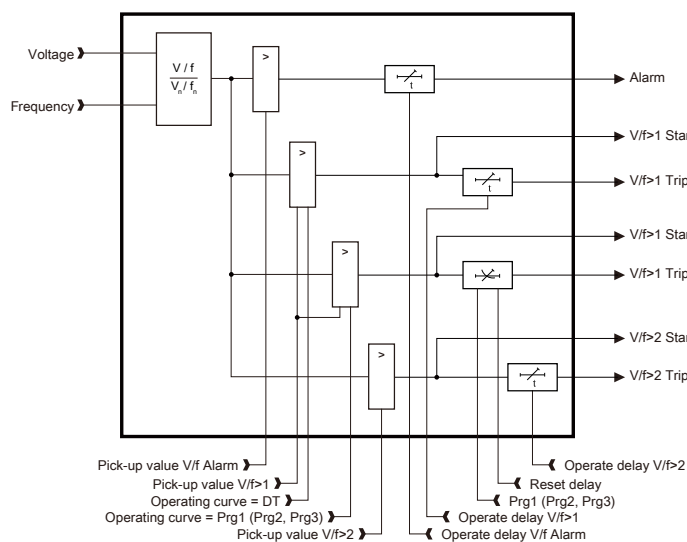 Voltage
Frequency
V / f
Vn / fn
>
t
Alarm
V/f>1 Star
>
t
V/f>1 Trip
V/f>1 Star
>
V/f>1 Trip
V/f>2 Star
>
t
V/f>2 Trip
Pick-up value V/f Alarm
Operate delay V/f>2
Pick-up value V/f>1
Reset delay
Operating curve = DT
Prg1 (Prg2, Prg3)
Operating curve = Prg1 (Prg2, Prg3)
Operate delay V/f>1
Pick-up value V/f>2
Operate delay V/f Alarm